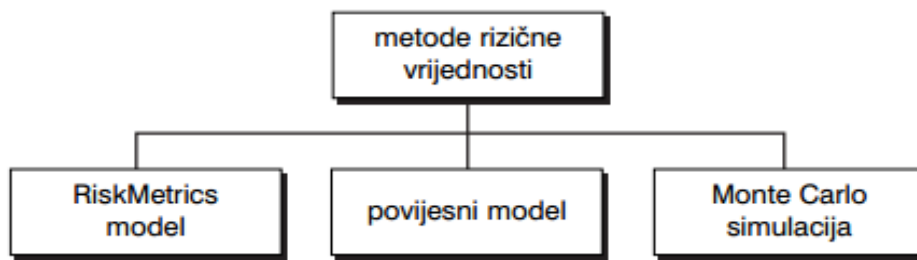 metode rizične
vrijednosti
RiskMetrics
model
povijesni model
Monte Carlo
simulacija